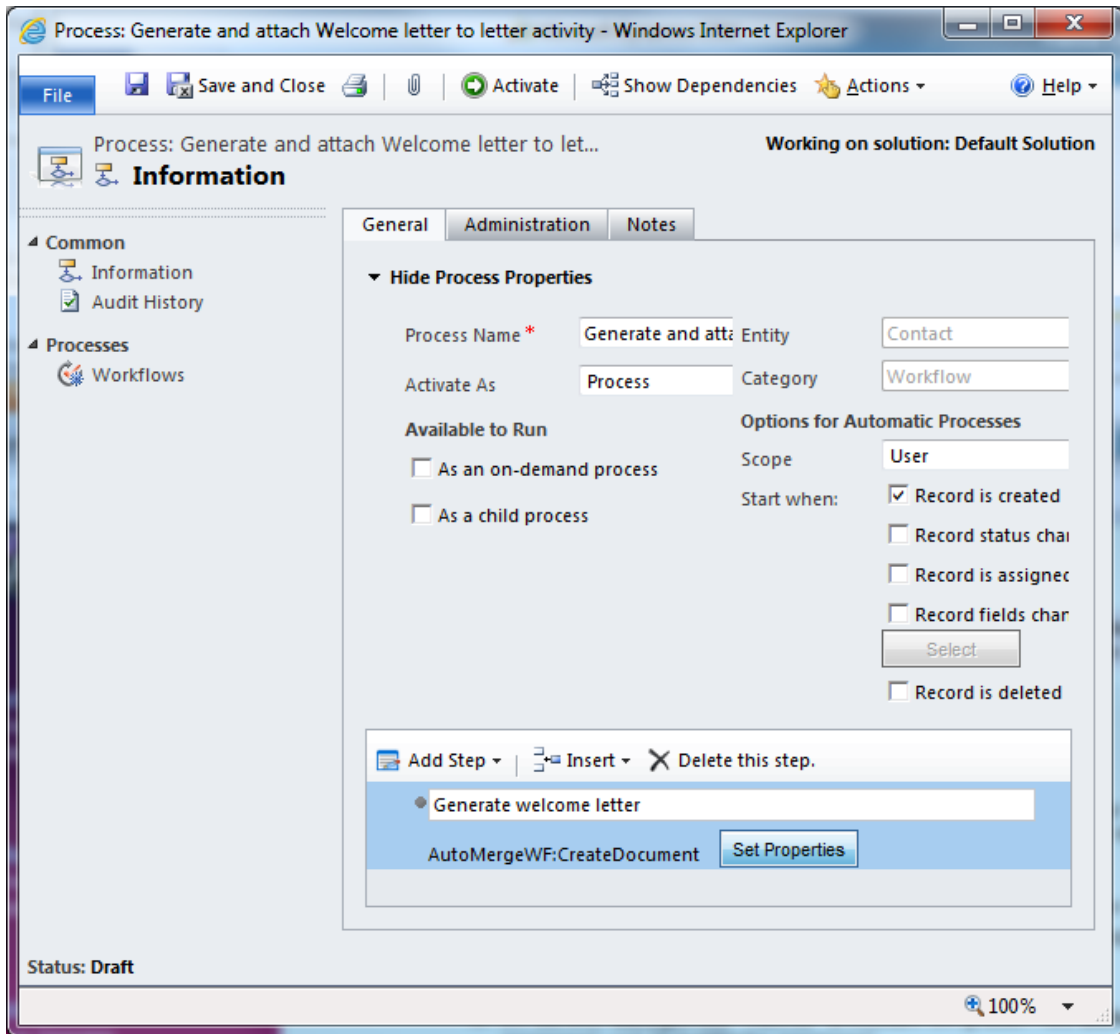 Process: Generate and attach Welcome letter to letter activity - Windows Internet Explorer
File Save and Close Activate Show Dependencies Actions Help
Process: Generate and attach Welcome letter to let...
Working on solution: Default Solution
Information
Common
Information
Audit History
Processes
Workflows
General Administration Notes
Hide Process Properties
Process Name * Generate and atta
Entity Contact
Activate As Process
Category Workflow
Available to Run
Options for Automatic Processes
As an on-demand process
Scope User
As a child process
Start when: Record is created
Record status chan
Record is assigned
Record fields chan
Select
Record is deleted
Add Step Insert Delete this step.
Generate welcome letter
AutoMergeWF:CreateDocument Set Properties
Status: Draft
100%